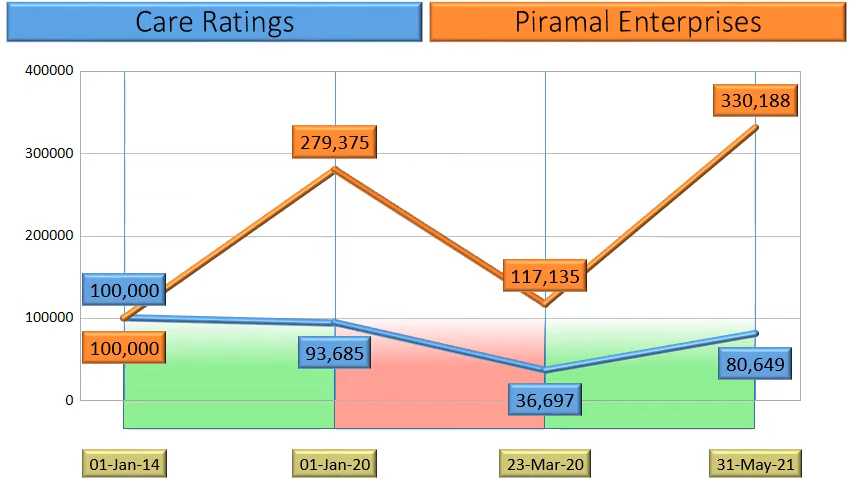 Care Ratings
Piramal Enterprises
400000
300000
200000
100000
0
100,000
100,000
279,375
93,685
117,135
36,697
330,188
80,649
01-Jan-14
01-Jan-20
23-Mar-20
31-May-21